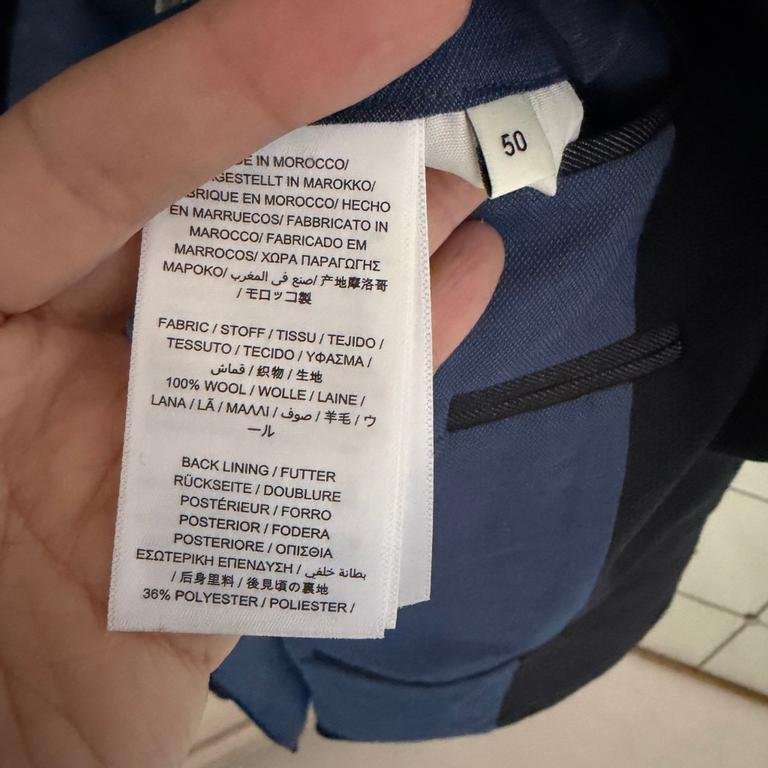 50
IN MOROCCO/
GESTELLT IN MAROKKO/
BRIQUE EN MOROCCO/ HECHO
EN MARRUECOS/ FABBRICATO IN
MAROCCO/ FABRICADO EM
MARROCOS/ ΧΩΡΑ ΠΑΡΑΓΩΓΗΣ
ΜΑΡΟΚΟ/ صنع في المغرب/ 产地摩洛哥
/ モロッコ製
FABRIC / STOFF / TISSU / TEJIDO /
TESSUTO / TECIDO / ΥΦΑΣΜΑ /
قماش / 织物 / 生地
100% WOOL / WOLLE / LAINE /
LANA / LÃ / ΜΑΛΛΙ / صوف / 羊毛 / ウ
ール
BACK LINING / FUTTER
RÜCKSEITE / DOUBLURE
POSTÉRIEUR / FORRO
POSTERIOR / FODERA
POSTERIORE / ΟΠΙΣΘΙΑ
ΕΣΩΤΕΡΙΚΗ ΕΠΕΝΔΥΣΗ / بطانة خلفي
/ 后身里料 / 後見頃の裏地
36% POLYESTER / POLIESTER /